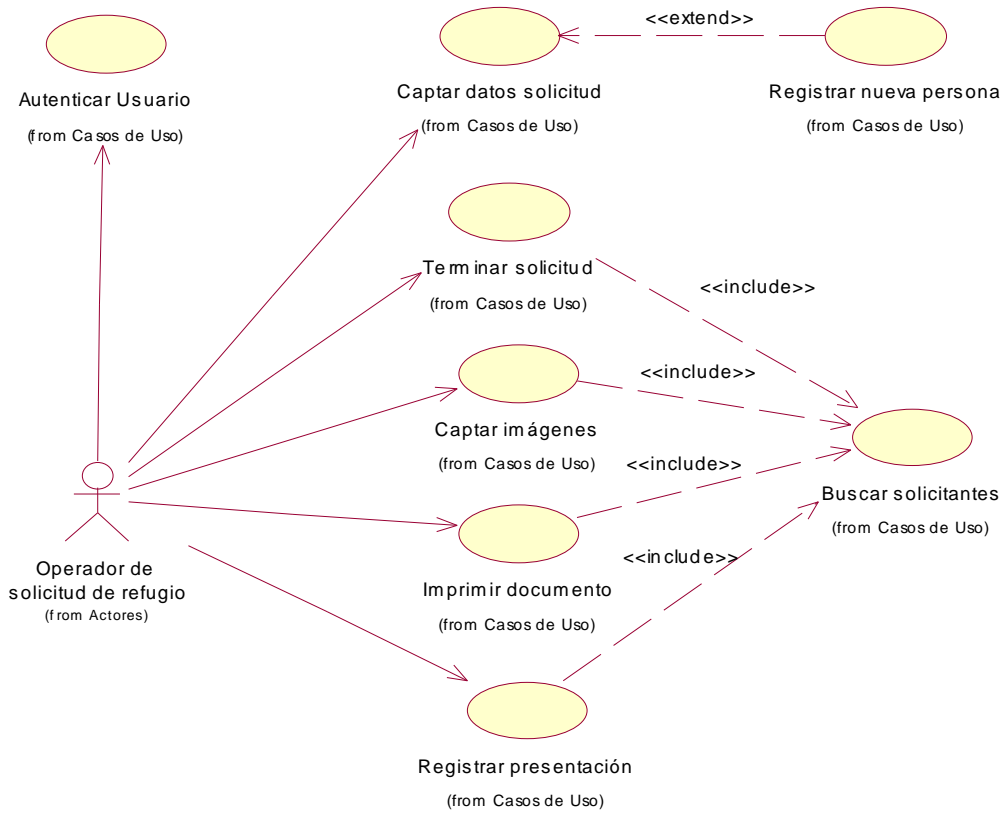 <<extend>>
Autenticar Usuario
(from Casos de Uso)
Captar datos solicitud
(from Casos de Uso)
Registrar nueva persona
(from Casos de Uso)
Terminar solicitud
(from Casos de Uso)
<<include>>
Captar imágenes
(from Casos de Uso)
<<include>>
<<include>>
Buscar solicitantes
(from Casos de Uso)
Operador de
solicitud de refugio
(from Actores)
Imprimir documento
(from Casos de Uso)
<<include>>
Registrar presentación
(from Casos de Uso)